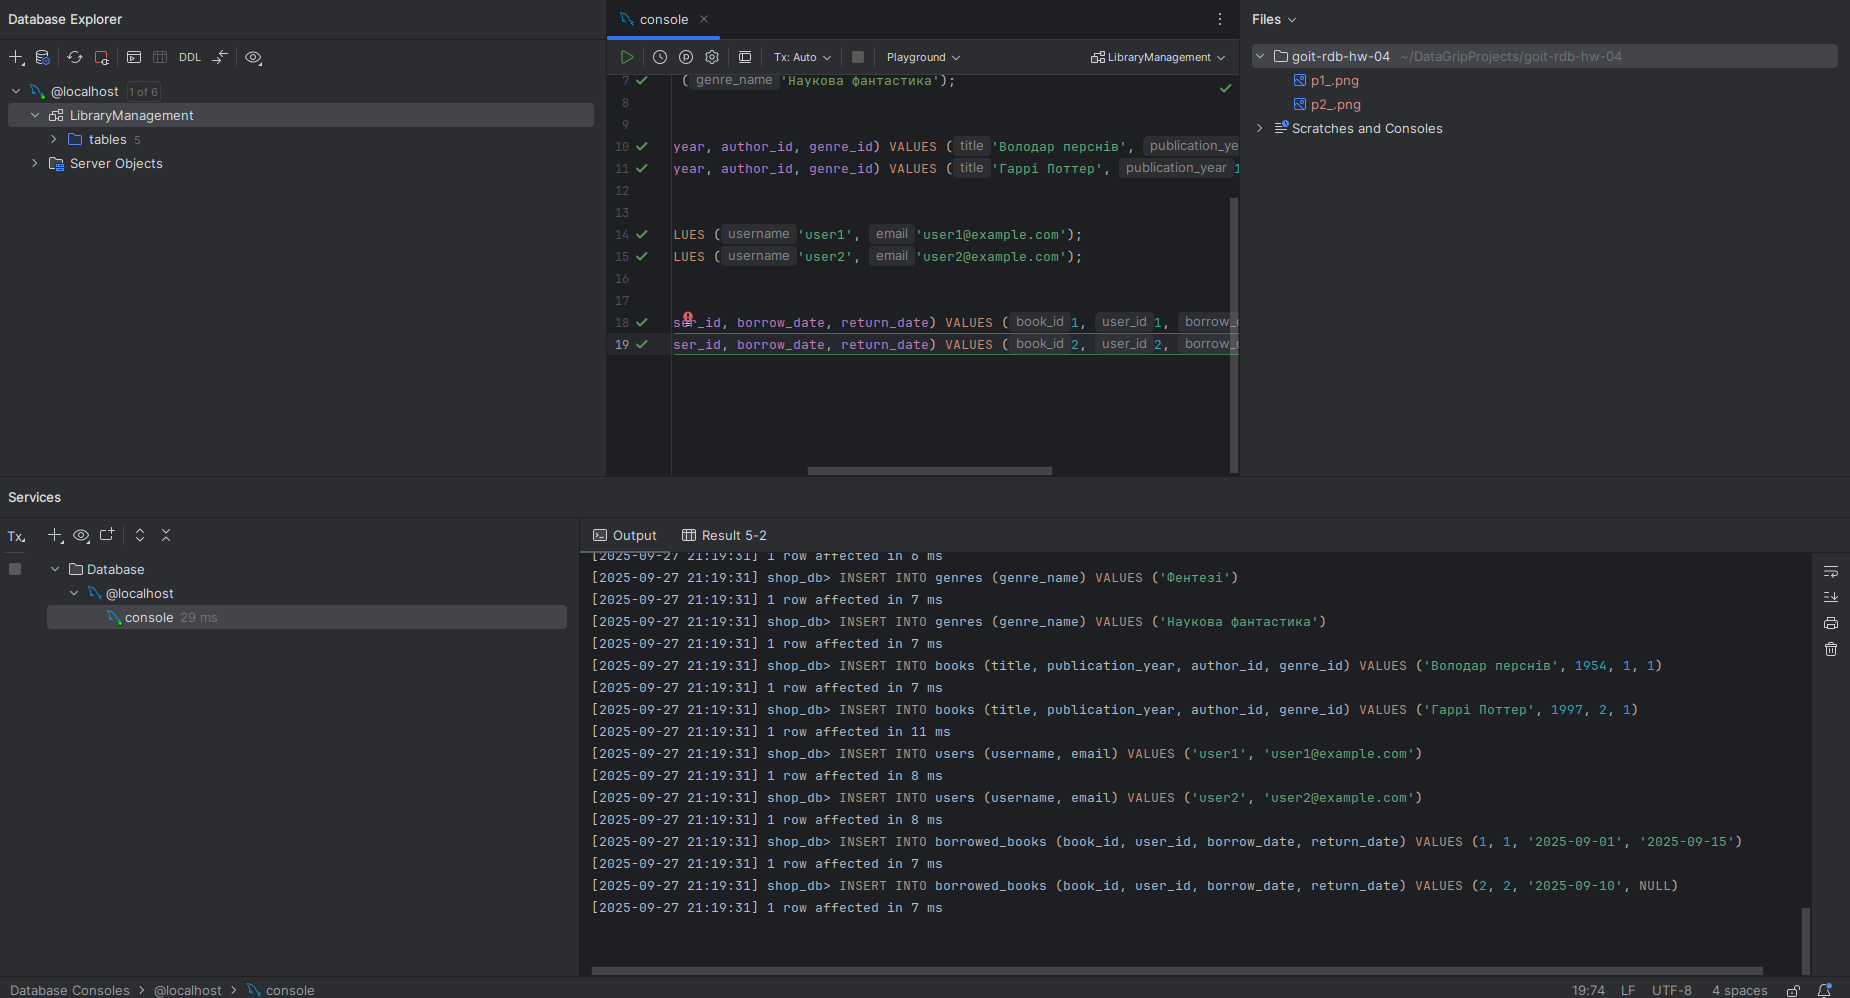 Database Explorer
console
Files
DDL
Tx: Auto
Playground
LibraryManagement
@localhost 1 of 6
LibraryManagement
tables 5
Server Objects
7 (genre_name 'Наукова фантастика');
8
9
10 year, author_id, genre_id) VALUES (title 'Володар перснів', publication_ye
11 year, author_id, genre_id) VALUES (title 'Гаррі Поттер', publication_year 1
12
13
14 LUES (username 'user1', email 'user1@example.com');
15 LUES (username 'user2', email 'user2@example.com');
16
17
18 ser_id, borrow_date, return_date) VALUES (book_id 1, user_id 1, borrow_d
19 ser_id, borrow_date, return_date) VALUES (book_id 2, user_id 2, borrow_d
goit-rdb-hw-04 ~/DataGripProjects/goit-rdb-hw-04
p1_.png
p2_.png
Scratches and Consoles
Services
Tx
Database
@localhost
console 29 ms
Output
Result 5-2
[2025-09-27 21:19:31] 1 row affected in 6 ms
[2025-09-27 21:19:31] shop_db> INSERT INTO genres (genre_name) VALUES ('Фентезі')
[2025-09-27 21:19:31] 1 row affected in 7 ms
[2025-09-27 21:19:31] shop_db> INSERT INTO genres (genre_name) VALUES ('Наукова фантастика')
[2025-09-27 21:19:31] 1 row affected in 7 ms
[2025-09-27 21:19:31] shop_db> INSERT INTO books (title, publication_year, author_id, genre_id) VALUES ('Володар перснів', 1954, 1, 1)
[2025-09-27 21:19:31] 1 row affected in 7 ms
[2025-09-27 21:19:31] shop_db> INSERT INTO books (title, publication_year, author_id, genre_id) VALUES ('Гаррі Поттер', 1997, 2, 1)
[2025-09-27 21:19:31] 1 row affected in 11 ms
[2025-09-27 21:19:31] shop_db> INSERT INTO users (username, email) VALUES ('user1', 'user1@example.com')
[2025-09-27 21:19:31] 1 row affected in 8 ms
[2025-09-27 21:19:31] shop_db> INSERT INTO users (username, email) VALUES ('user2', 'user2@example.com')
[2025-09-27 21:19:31] 1 row affected in 8 ms
[2025-09-27 21:19:31] shop_db> INSERT INTO borrowed_books (book_id, user_id, borrow_date, return_date) VALUES (1, 1, '2025-09-01', '2025-09-15')
[2025-09-27 21:19:31] 1 row affected in 7 ms
[2025-09-27 21:19:31] shop_db> INSERT INTO borrowed_books (book_id, user_id, borrow_date, return_date) VALUES (2, 2, '2025-09-10', NULL)
[2025-09-27 21:19:31] 1 row affected in 7 ms
Database Consoles > @localhost > console
19:74 LF UTF-8 4 spaces